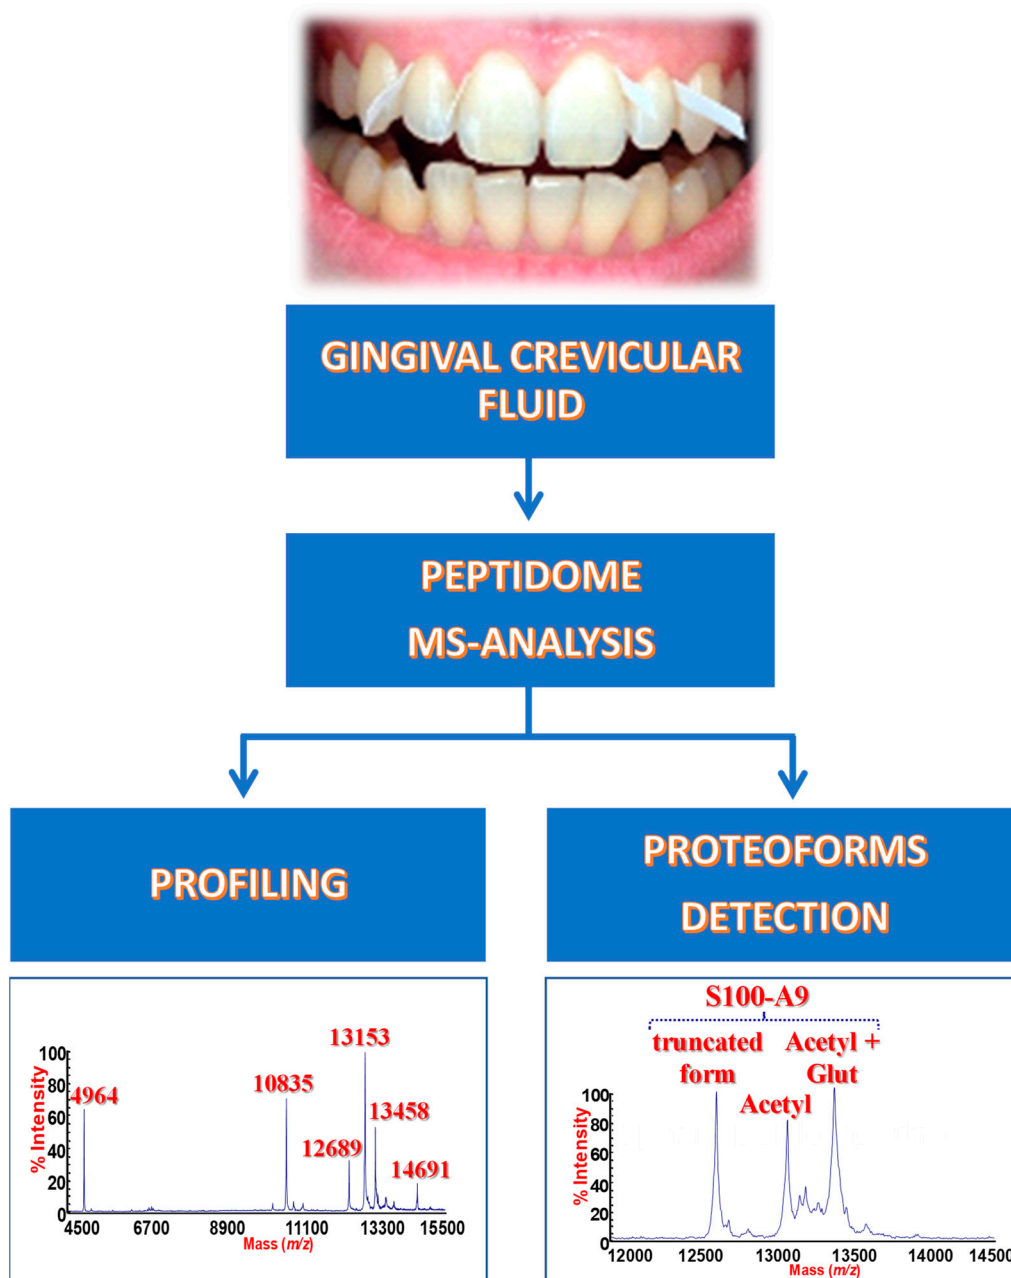 GINGIVAL CREVICULAR
FLUID
PEPTIDOME
MS-ANALYSIS
PROFILING
PROTEOFORMS
DETECTION
% Intensity
100
80
60
40
20
0
4964
10835
12689
13153
13458
14691
4500 6700 8900 11100 13300 15500
Mass (m/z)
S100-A9
truncated
form
Acetyl
Acetyl +
Glut
% Intensity
100
80
60
40
20
0
12000 12500 13000 13500 14000 14500
Mass (m/z)